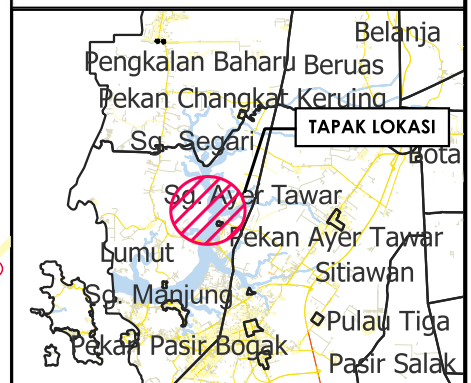 Belanja
Pengkalan Baharu Beruas
Pekan Changkat Keruing
TAPAK LOKASI
Sg. Segari
Bota
Sg. Ayer Tawar
Pekan Ayer Tawar
Lumut
Sitiawan
Sg. Manjung
Pulau Tiga
Pekan Pasir Bogak
Pasir Salak